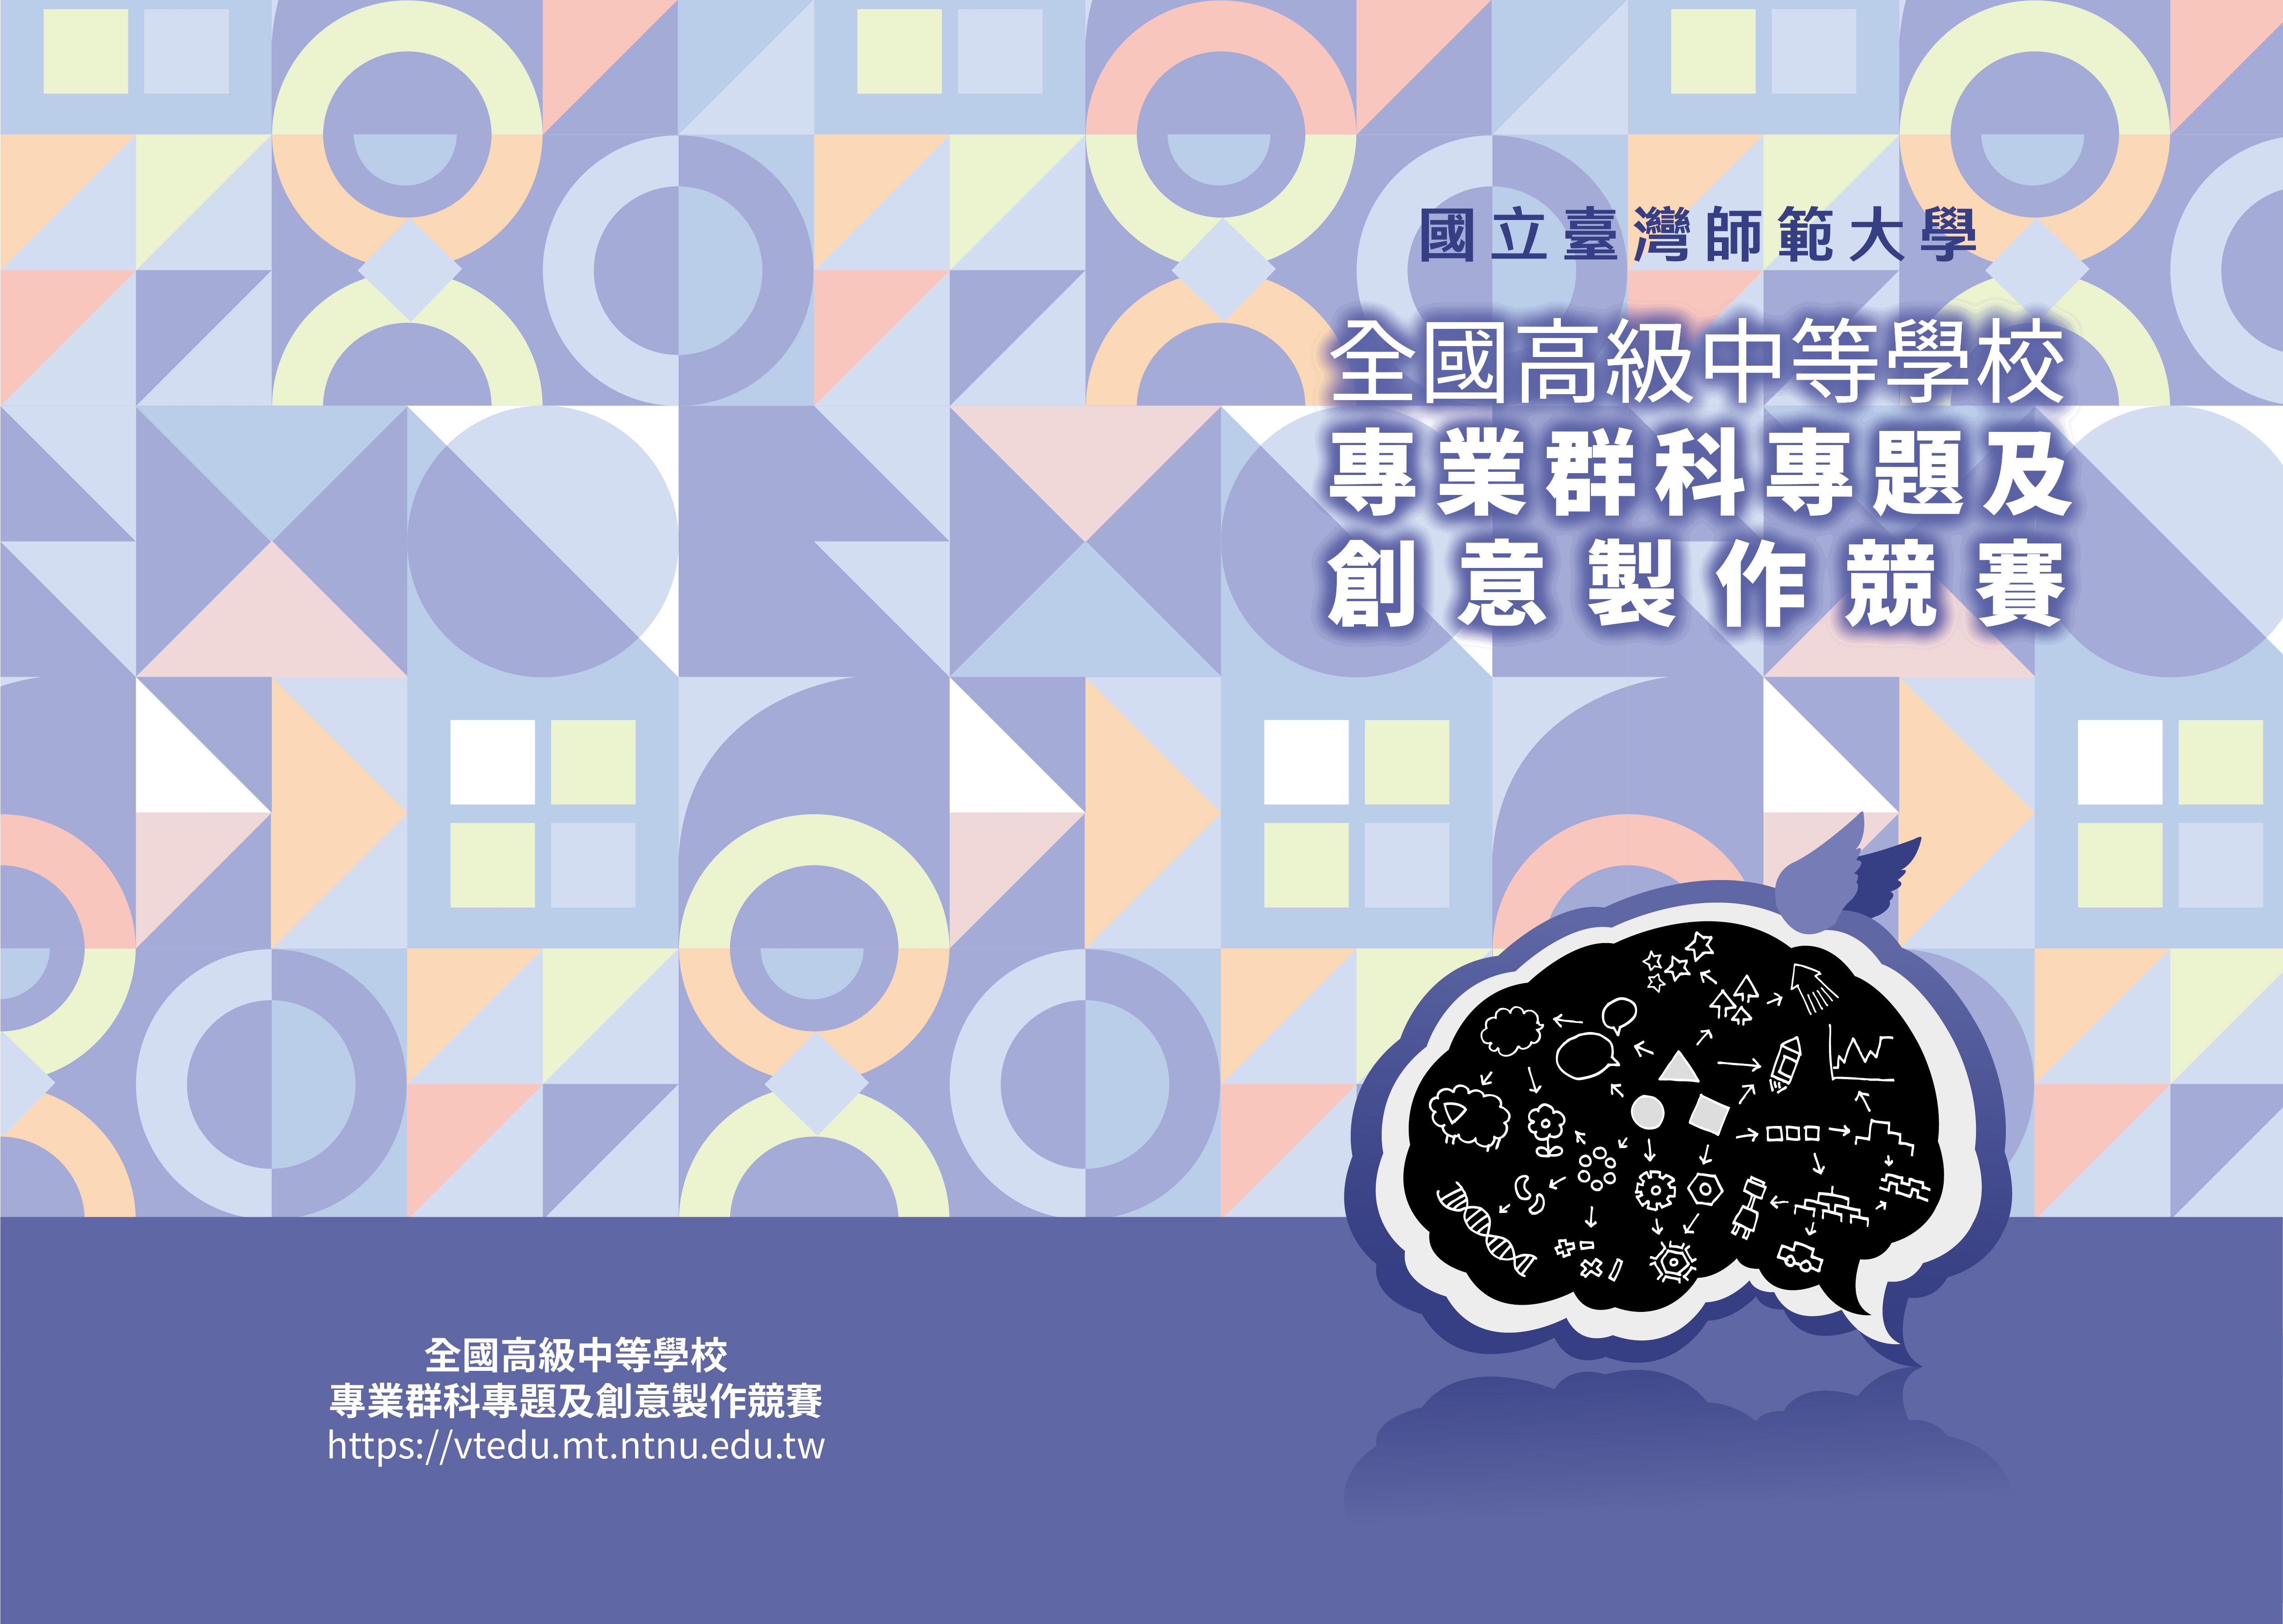 國立臺灣師範大學
全國高級中等學校
專業群科專題及
創意製作競賽
全國高級中等學校
專業群科專題及創意製作競賽
https://vtedu.mt.ntnu.edu.tw